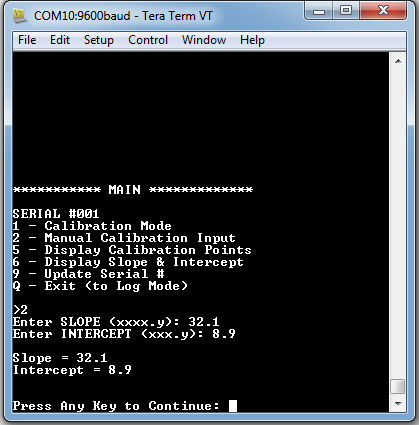 COM10:9600baud - Tera Term VT
File Edit Setup Control Window Help
*********** MAIN *************
SERIAL #001
1 - Calibration Mode
2 - Manual Calibration Input
5 - Display Calibration Points
6 - Display Slope & Intercept
9 - Update Serial #
Q - Exit (to Log Mode)
>2
Enter SLOPE (xxxx.y): 32.1
Enter INTERCEPT (xxx.y): 8.9
Slope = 32.1
Intercept = 8.9
Press Any Key to Continue: